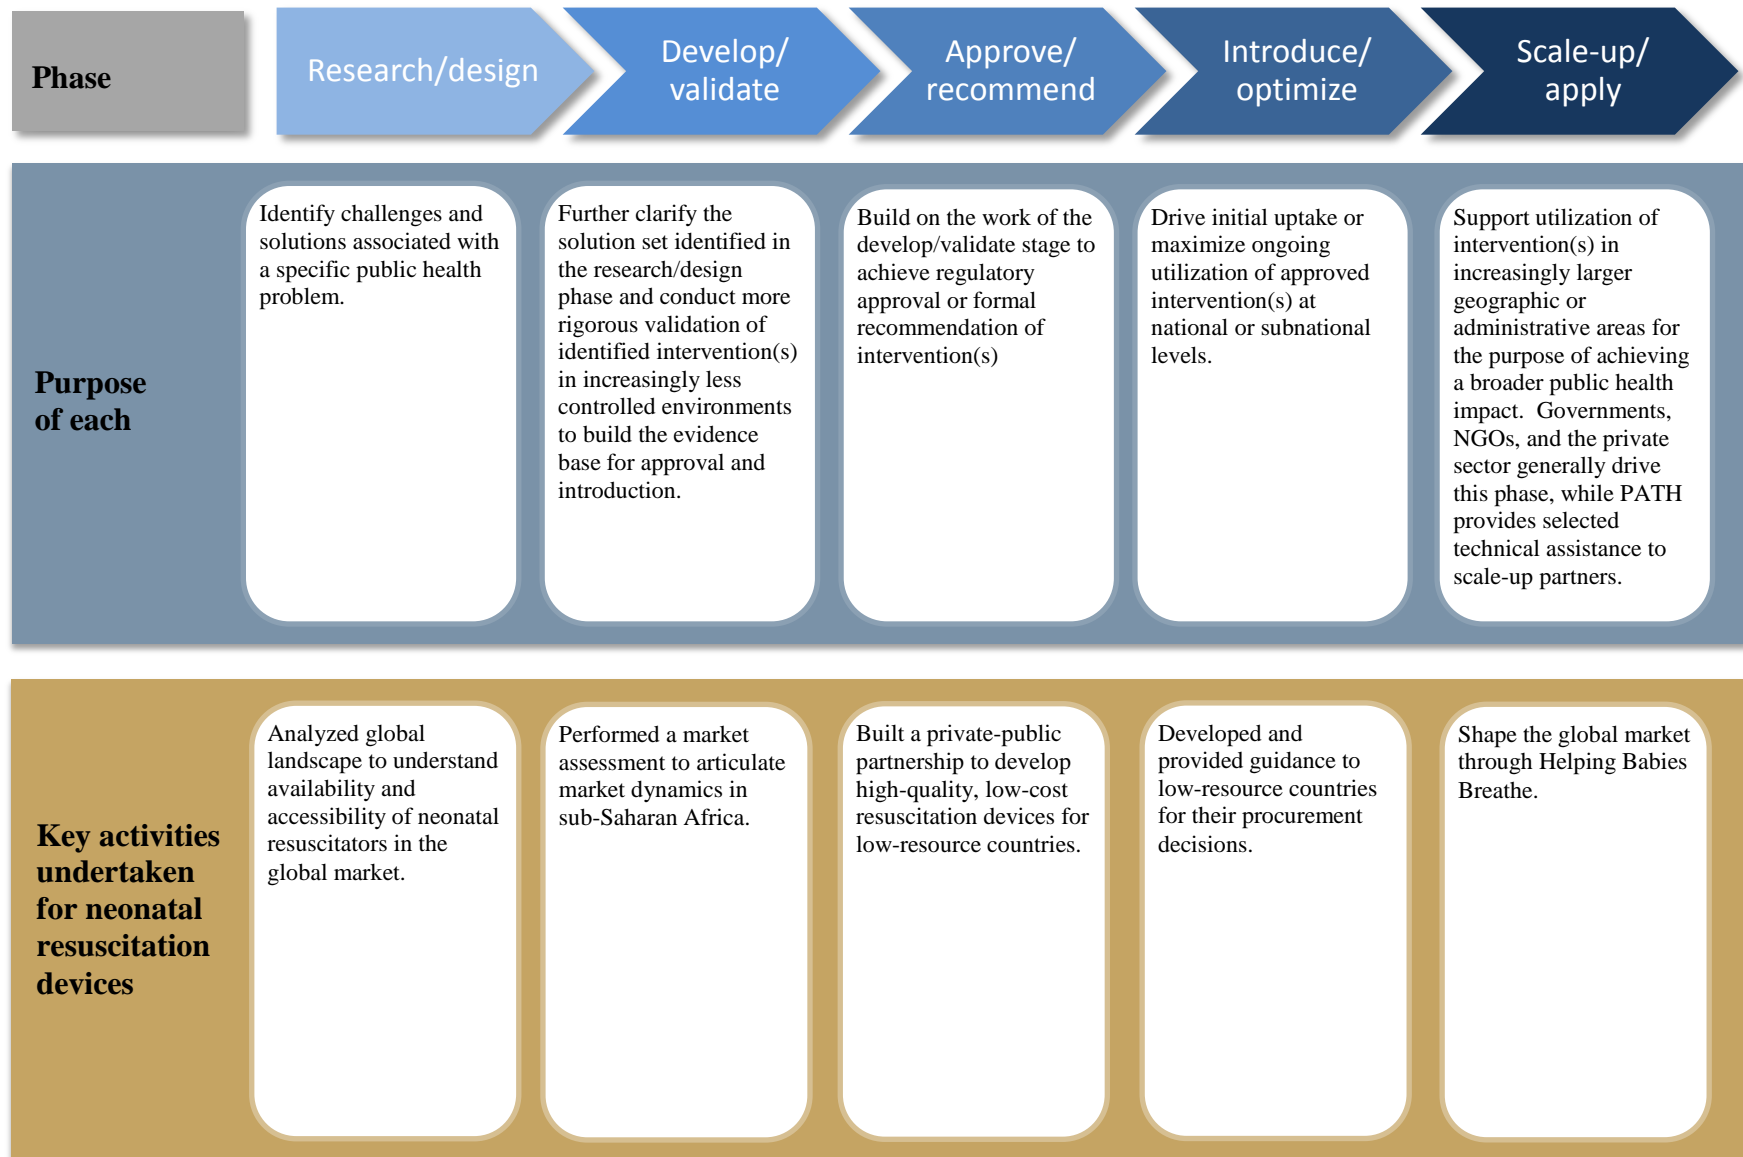 Phase
Research/design
Develop/
validate
Approve/
recommend
Introduce/
optimize
Scale-up/
apply
Purpose
of each
Identify challenges and
solutions associated with
a specific public health
problem.
Further clarify the
solution set identified in
the research/design
phase and conduct more
rigorous validation of
identified intervention(s)
in increasingly less
controlled environments
to build the evidence
base for approval and
introduction.
Build on the work of the
develop/validate stage to
achieve regulatory
approval or formal
recommendation of
intervention(s)
Drive initial uptake or
maximize ongoing
utilization of approved
intervention(s) at
national or subnational
levels.
Support utilization of
intervention(s) in
increasingly larger
geographic or
administrative areas for
the purpose of achieving
a broader public health
impact.  Governments,
NGOs, and the private
sector generally drive
this phase, while PATH
provides selected
technical assistance to
scale-up partners.
Key activities
undertaken
for neonatal
resuscitation
devices
Analyzed global
landscape to understand
availability and
accessibility of neonatal
resuscitators in the
global market.
Performed a market
assessment to articulate
market dynamics in
sub-Saharan Africa.
Built a private-public
partnership to develop
high-quality, low-cost
resuscitation devices for
low-resource countries.
Developed and
provided guidance to
low-resource countries
for their procurement
decisions.
Shape the global market
through Helping Babies
Breathe.